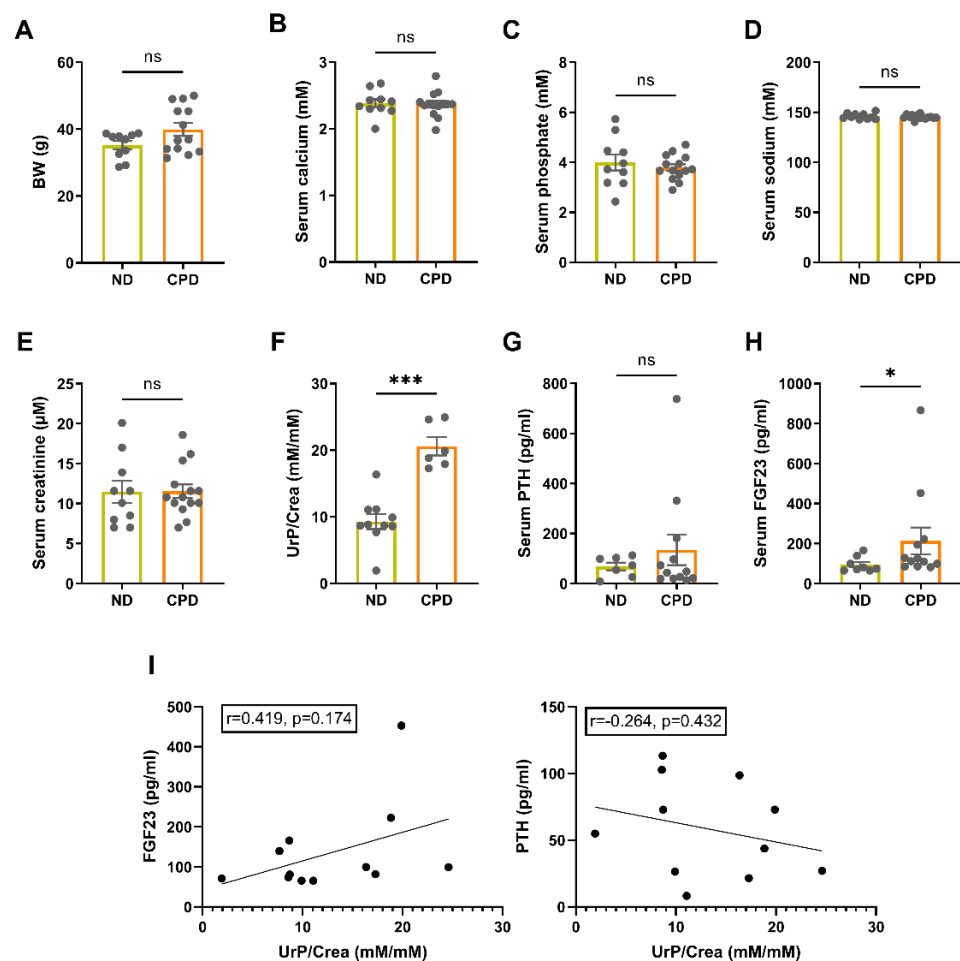 A
ns
BW (g)
60
40
20
0
ND CPD
B
ns
Serum calcium (mM)
3
2
1
0
ND CPD
C
ns
Serum phosphate (mM)
8
6
4
2
0
ND CPD
D
ns
Serum sodium (mM)
200
150
100
50
0
ND CPD
E
ns
Serum creatinine (µM)
25
20
15
10
5
0
ND CPD
F
***
UrP/Crea (mM/mM)
30
20
10
0
ND CPD
G
ns
Serum PTH (pg/ml)
800
600
400
200
0
ND CPD
H
*
Serum FGF23 (pg/ml)
1000
800
600
400
200
0
ND CPD
I
r=0.419, p=0.174
FGF23 (pg/ml)
500
400
300
200
100
0
0 10 20 30
UrP/Crea (mM/mM)
r=-0.264, p=0.432
PTH (pg/ml)
150
100
50
0
0 10 20 30
UrP/Crea (mM/mM)